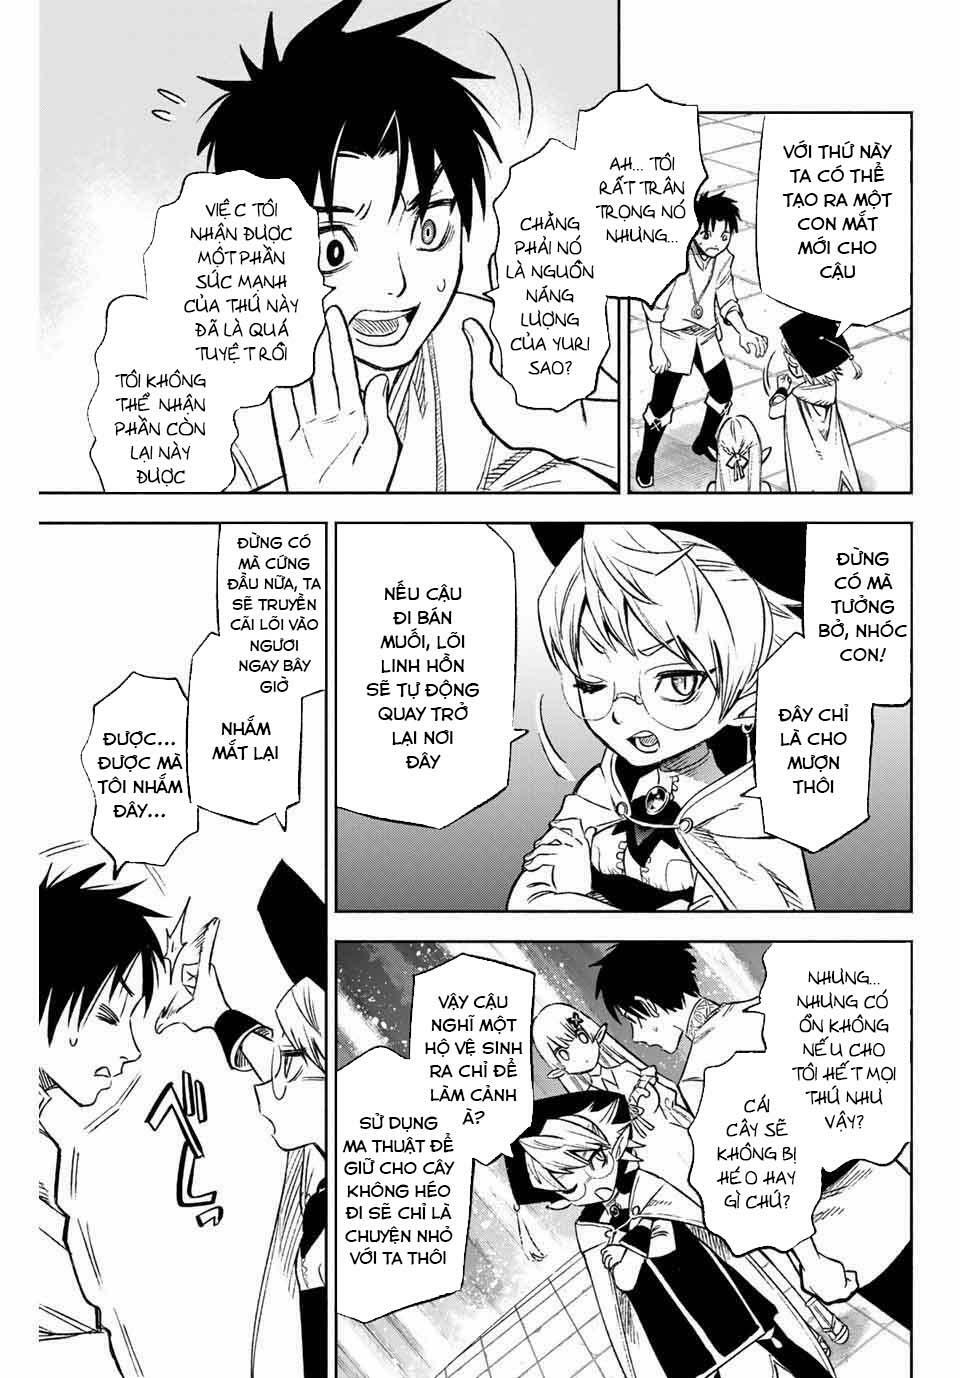 VỚI THỨ NÀY
TA CÓ THỂ
TẠO RA MỘT
CON MẮT
MỚI CHO
CẬU
AH... TÔI
RẤT TRÂN
TRỌNG NÓ
NHƯNG...
CHẲNG
PHẢI NÓ
LÀ NGUỒN
NĂNG
LƯỢNG
CỦA YURI
SAO?
VIỆC TÔI
NHẬN ĐƯỢC
MỘT PHẦN
SỨC MẠNH
CỦA THỨ NÀY
ĐÃ LÀ QUÁ
TUYỆT RỒI
TÔI KHÔNG
THỂ NHẬN
PHẦN CÒN
LẠI NÀY
ĐƯỢC
ĐỪNG
CÓ MÀ
TƯỞNG
BỞ, NHÓC
CON!
ĐÂY CHỈ
LÀ CHO
MƯỢN
THÔI
NẾU CẬU
ĐI BÁN
MUỐI, LÕI
LINH HỒN
SẼ TỰ ĐỘNG
QUAY TRỞ
LẠI NƠI
ĐÂY
NHƯNG...
NHƯNG CÓ
ỔN KHÔNG
NẾU CHO
TÔI HẾT MỌI
THỨ NHƯ
VẬY?
CÁI
CÂY SẼ
KHÔNG BỊ
HÉO HAY
GÌ CHỨ?
VẬY CẬU
NGHĨ MỘT
HỘ VỆ SINH
RA CHỈ ĐỂ
LÀM CẢNH
À?
SỬ DỤNG
MA THUẬT ĐỂ
GIỮ CHO CÂY
KHÔNG HÉO
ĐI SẼ CHỈ LÀ
CHUYỆN NHỎ
VỚI TA THÔI
ĐỪNG CÓ
MÀ CỨNG
ĐẦU NỮA, TA
SẼ TRUYỀN
CÃI LÕI VÀO
NGƯƠI
NGAY BÂY
GIỜ
NHẮM
MẮT LẠI
ĐƯỢC...
ĐƯỢC MÀ
TÔI NHẮM
ĐÂY...
べじ